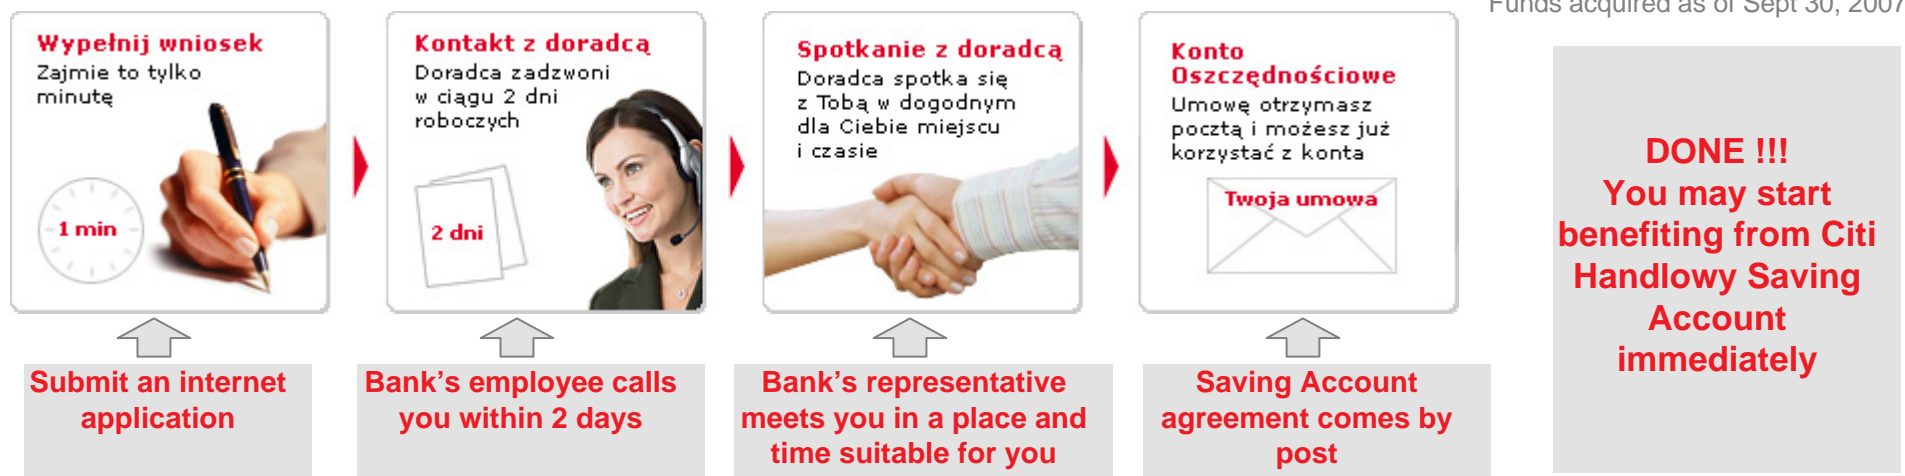 Funds acquired as of Sept 30, 2007
Wypełnij wniosek
Zajmie to tylko
minutę
1 min
Kontakt z doradcą
Doradca zadzwoni
w ciągu 2 dni
roboczych
2 dni
Spotkanie z doradcą
Doradca spotka się
z Tobą w dogodnym
dla Ciebie miejscu
i czasie
Konto
Oszczędnościowe
Umowę otrzymasz
pocztą i możesz już
korzystać z konta
Twoja umowa
DONE !!!
You may start
benefiting from Citi
Handlowy Saving
Account
immediately
Submit an internet
application
Bank’s employee calls
you within 2 days
Bank’s representative
meets you in a place and
time suitable for you
Saving Account
agreement comes by
post